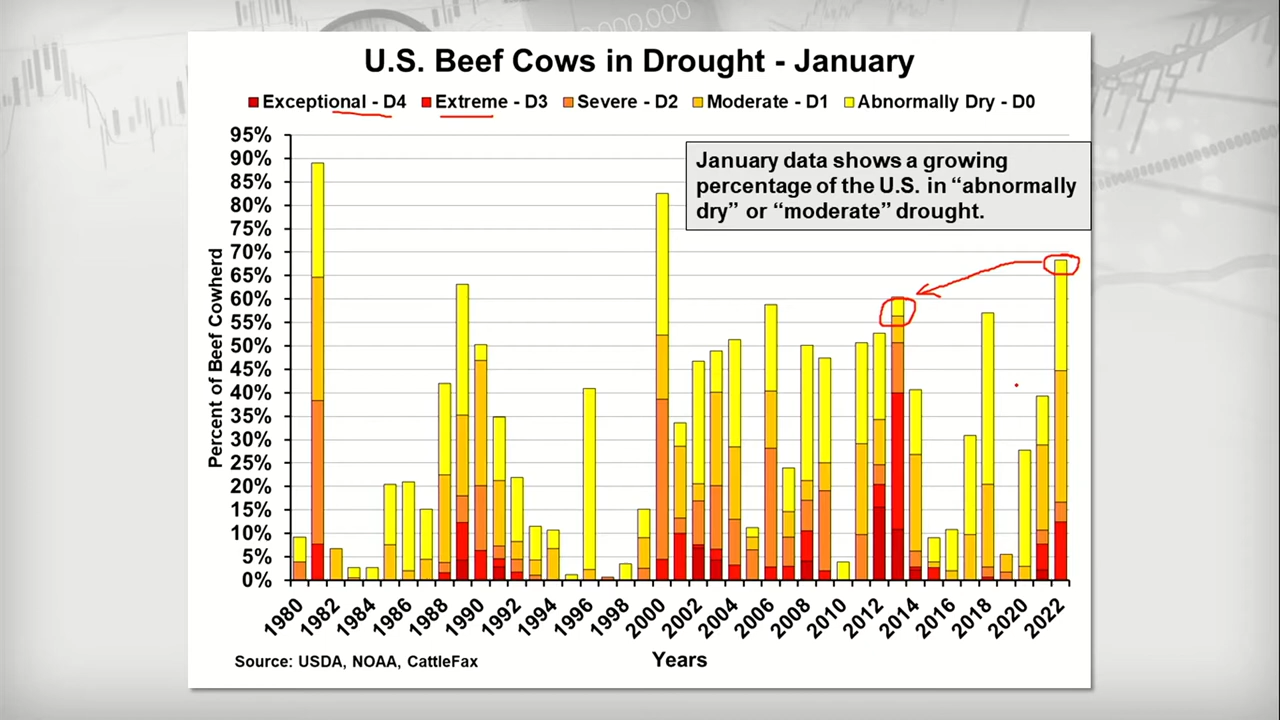 000.000
U.S. Beef Cows in Drought - January
Exceptional - D4 Extreme - D3 Severe - D2 Moderate - D1 Abnormally Dry - D0
January data shows a growing
percentage of the U.S. in “abnormally
dry” or “moderate” drought.
95%
90%
85%
80%
75%
70%
65%
60%
55%
50%
45%
40%
35%
30%
25%
20%
15%
10%
5%
0%
Percent of Beef Cowherd
1980 1982 1984 1986 1988 1990 1992 1994 1996 1998 2000 2002 2004 2006 2008 2010 2012 2014 2016 2018 2020 2022
Years
Source: USDA, NOAA, CattleFax